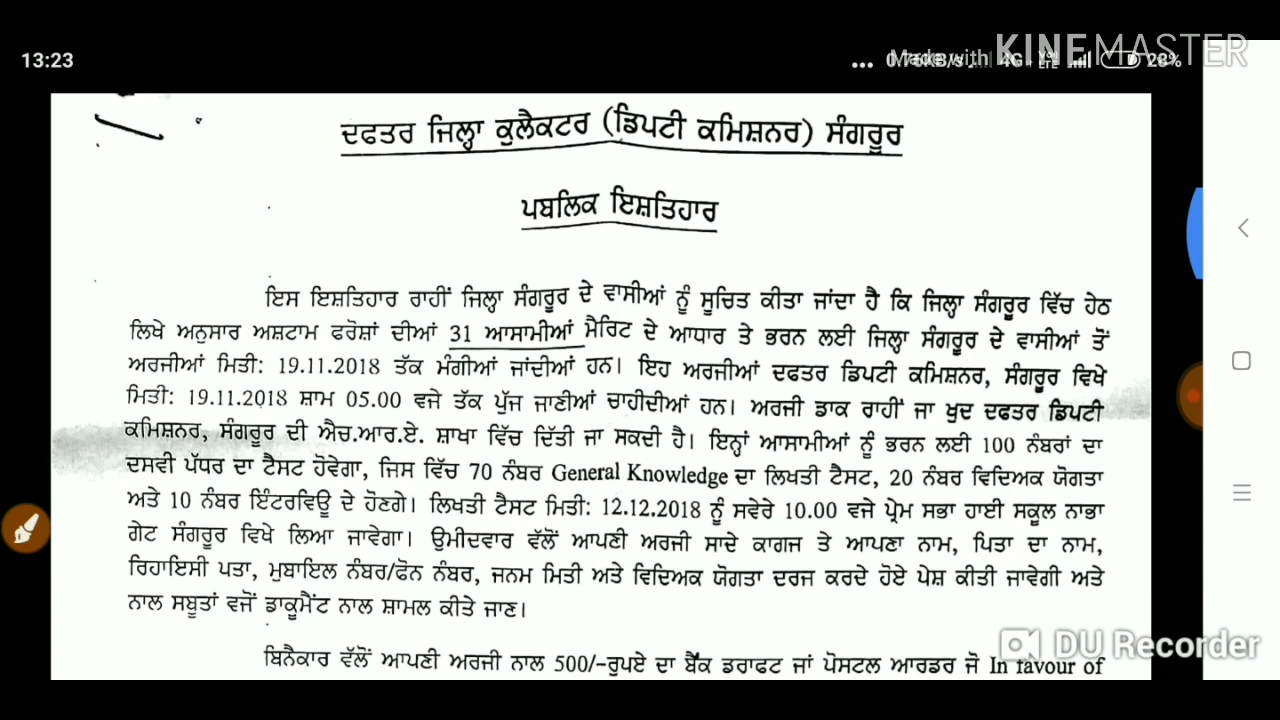 13:23
Made with KINEMASTER
28%
ਦਫਤਰ ਜਿਲ੍ਹਾ ਕੁਲੈਕਟਰ (ਡਿਪਟੀ ਕਮਿਸ਼ਨਰ) ਸੰਗਰੂਰ
ਪਬਲਿਕ ਇਸ਼ਤਿਹਾਰ
ਇਸ ਇਸ਼ਤਿਹਾਰ ਰਾਹੀਂ ਜਿਲ੍ਹਾ ਸੰਗਰੂਰ ਦੇ ਵਾਸੀਆਂ ਨੂੰ ਸੂਚਿਤ ਕੀਤਾ ਜਾਂਦਾ ਹੈ ਕਿ ਜਿਲ੍ਹਾ ਸੰਗਰੂਰ ਵਿੱਚ ਹੇਠ
ਲਿਖੇ ਅਨੁਸਾਰ ਅਸ਼ਟਾਮ ਫਰੋਸ਼ਾਂ ਦੀਆਂ 31 ਆਸਾਮੀਆਂ ਮੈਰਿਟ ਦੇ ਆਧਾਰ ਤੇ ਭਰਨ ਲਈ ਜਿਲ੍ਹਾ ਸੰਗਰੂਰ ਦੇ ਵਾਸੀਆਂ ਤੋਂ
ਅਰਜੀਆਂ ਮਿਤੀ: 19.11.2018 ਤੱਕ ਮੰਗੀਆਂ ਜਾਂਦੀਆਂ ਹਨ। ਇਹ ਅਰਜੀਆਂ ਦਫਤਰ ਡਿਪਟੀ ਕਮਿਸ਼ਨਰ, ਸੰਗਰੂਰ ਵਿਖੇ
ਮਿਤੀ: 19.11.2018 ਸ਼ਾਮ 05.00 ਵਜੇ ਤੱਕ ਪੁੱਜ ਜਾਣੀਆਂ ਚਾਹੀਦੀਆਂ ਹਨ। ਅਰਜੀ ਡਾਕ ਰਾਹੀਂ ਜਾ ਖੁਦ ਦਫਤਰ ਡਿਪਟੀ
ਕਮਿਸ਼ਨਰ, ਸੰਗਰੂਰ ਦੀ ਐਚ.ਆਰ.ਏ. ਸ਼ਾਖਾ ਵਿੱਚ ਦਿੱਤੀ ਜਾ ਸਕਦੀ ਹੈ। ਇਨ੍ਹਾਂ ਆਸਾਮੀਆਂ ਨੂੰ ਭਰਨ ਲਈ 100 ਨੰਬਰਾਂ ਦਾ
ਦਸਵੀ ਪੱਧਰ ਦਾ ਟੈਸਟ ਹੋਵੇਗਾ, ਜਿਸ ਵਿੱਚ 70 ਨੰਬਰ General Knowledge ਦਾ ਲਿਖਤੀ ਟੈਸਟ, 20 ਨੰਬਰ ਵਿਦਿਅਕ ਯੋਗਤਾ
ਅਤੇ 10 ਨੰਬਰ ਇੰਟਰਵਿਊ ਦੇ ਹੋਣਗੇ। ਲਿਖਤੀ ਟੈਸਟ ਮਿਤੀ: 12.12.2018 ਨੂੰ ਸਵੇਰੇ 10.00 ਵਜੇ ਪ੍ਰੇਮ ਸਭਾ ਹਾਈ ਸਕੂਲ ਨਾਭਾ
ਗੇਟ ਸੰਗਰੂਰ ਵਿਖੇ ਲਿਆ ਜਾਵੇਗਾ। ਉਮੀਦਵਾਰ ਵੱਲੋਂ ਆਪਣੀ ਅਰਜੀ ਸਾਦੇ ਕਾਗਜ ਤੇ ਆਪਣਾ ਨਾਮ, ਪਿਤਾ ਦਾ ਨਾਮ,
ਰਿਹਾਇਸੀ ਪਤਾ, ਮੁਬਾਇਲ ਨੰਬਰ/ਫੋਨ ਨੰਬਰ, ਜਨਮ ਮਿਤੀ ਅਤੇ ਵਿਦਿਅਕ ਯੋਗਤਾ ਦਰਜ ਕਰਦੇ ਹੋਏ ਪੇਸ਼ ਕੀਤੀ ਜਾਵੇਗੀ ਅਤੇ
ਨਾਲ ਸਬੂਤਾਂ ਵਜੋਂ ਡਾਕੂਮੈਂਟ ਨਾਲ ਸ਼ਾਮਲ ਕੀਤੇ ਜਾਣ।
DU Recorder
ਬਿਨੈਕਾਰ ਵੱਲੋਂ ਆਪਣੀ ਅਰਜੀ ਨਾਲ 500/-ਰੁਪਏ ਦਾ ਬੈਂਕ ਡਰਾਫਟ ਜਾਂ ਪੋਸਟਲ ਆਰਡਰ ਜੋ In favour of